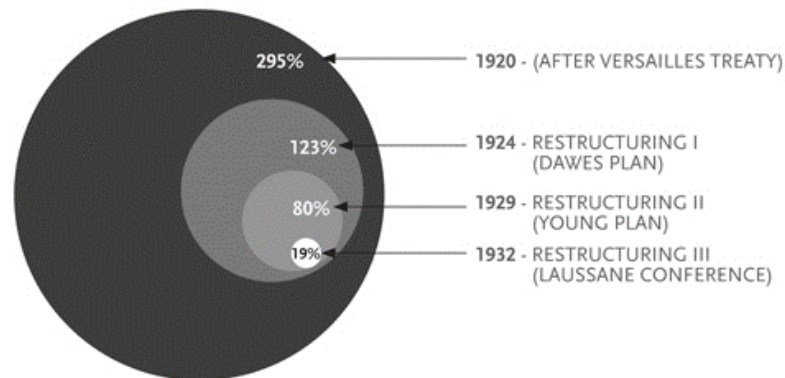 295%
1920 - (AFTER VERSAILLES TREATY)
123%
1924 - RESTRUCTURING I
(DAWES PLAN)
80%
1929 - RESTRUCTURING II
(YOUNG PLAN)
19%
1932 - RESTRUCTURING III
(LAUSSANE CONFERENCE)